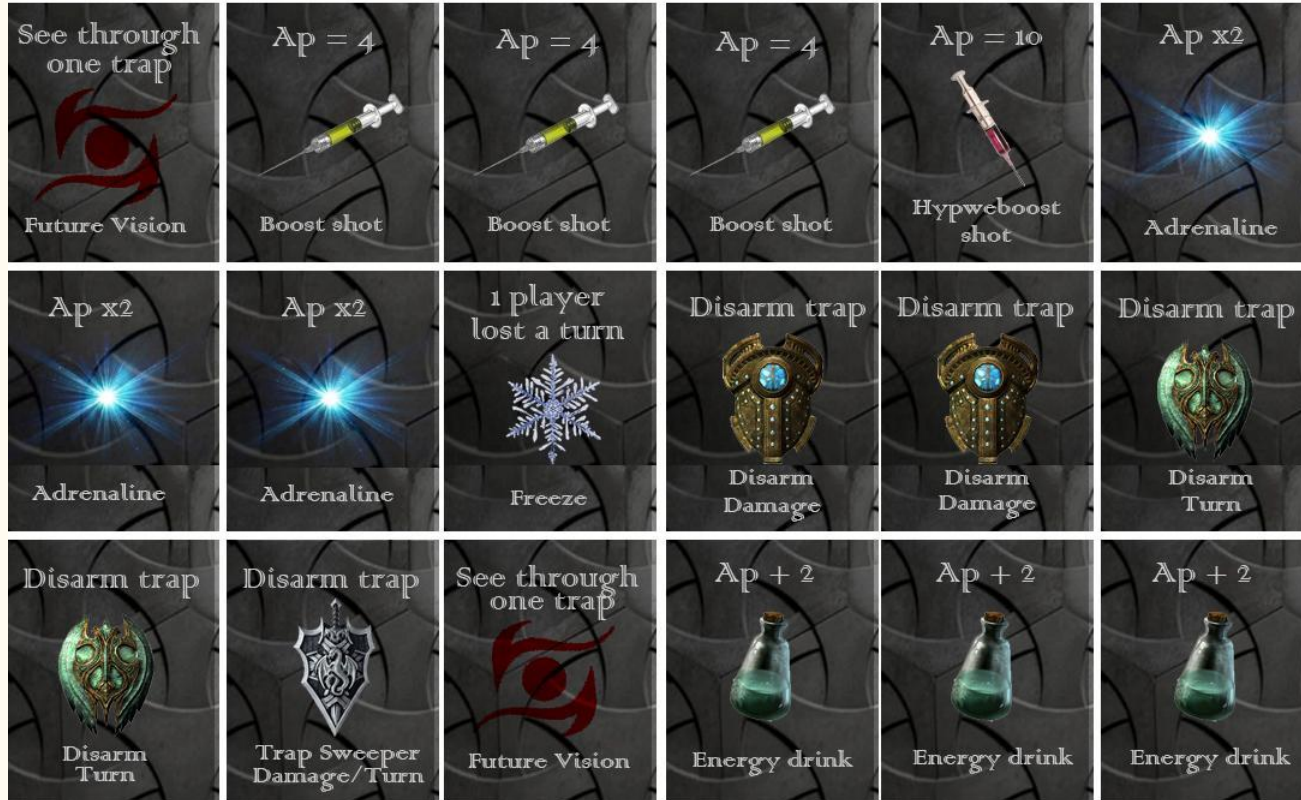 See through
one trap
Future Vision
Ap = 4
Boost shot
Ap = 4
Boost shot
Ap = 4
Boost shot
Ap = 10
Hypweboost
shot
Ap x2
Adrenaline
Ap x2
Adrenaline
Ap x2
Adrenaline
1 player
lost a turn
Freeze
Disarm trap
Disarm
Damage
Disarm trap
Disarm
Damage
Disarm trap
Disarm
Turn
Disarm trap
Disarm
Turn
Disarm trap
Trap Sweeper
Damage/Turn
See through
one trap
Future Vision
Ap + 2
Energy drink
Ap + 2
Energy drink
Ap + 2
Energy drink